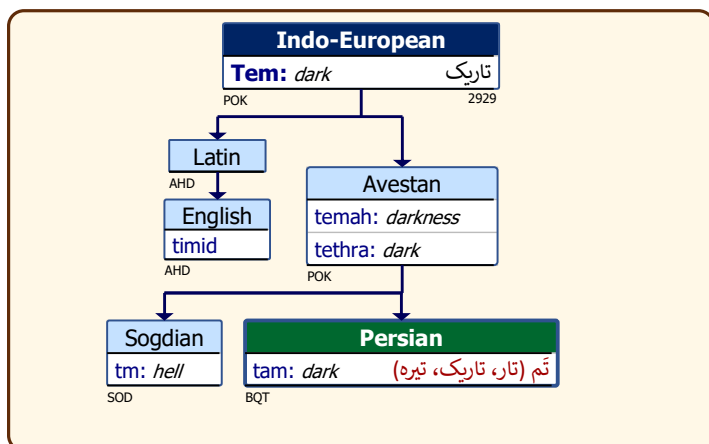 Indo-European
Tem: dark تاریک
POK 2929
Latin
AHD
English
timid
AHD
Avestan
temah: darkness
tethra: dark
POK
Sogdian
tm: hell
SOD
Persian
tam: dark تَم (تار، تاریک، تیره)
BQT